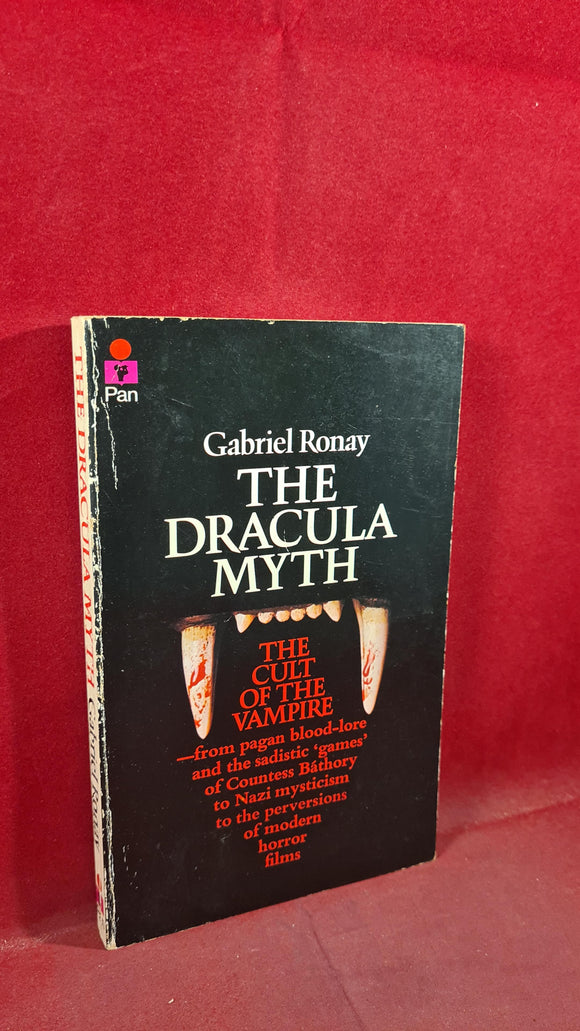 Pan
Gabriel Ronay
THE
DRACULA
MYTH
THE
CULT
OF THE
VAMPIRE
—from pagan blood-lore
and the sadistic ‘games’
of Countess Báthory
to Nazi mysticism
to the perversions
of modern
horror
films
THE DRACULA MYTH Gabriel Ronay